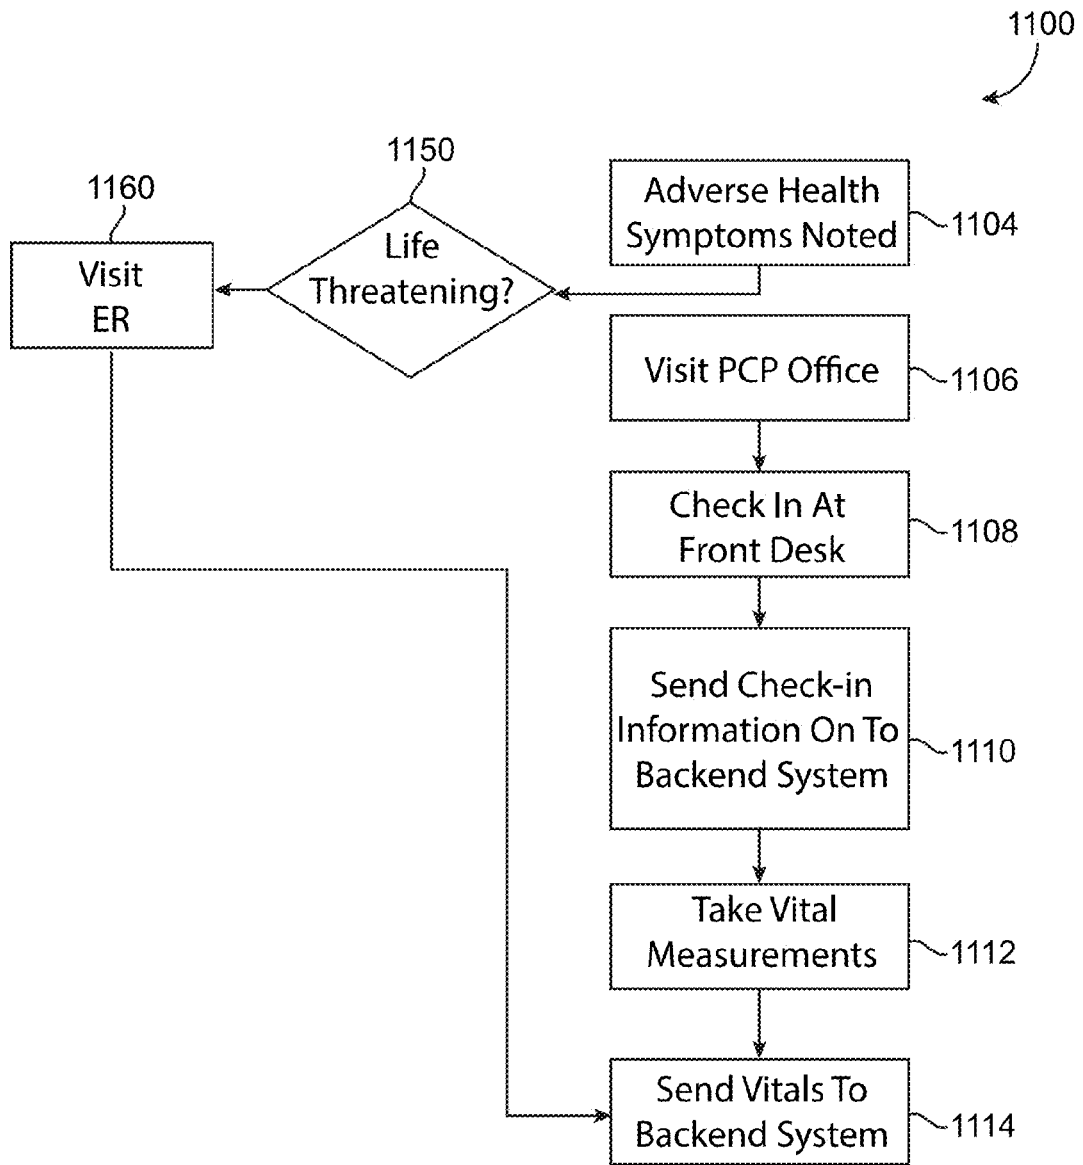 1100
1150
1160
Life
Threatening?
Adverse Health
Symptoms Noted
1104
Visit
ER
Visit PCP Office
1106
Check In At
Front Desk
1108
Send Check-in
Information On To
Backend System
1110
Take Vital
Measurements
1112
Send Vitals To
Backend System
1114